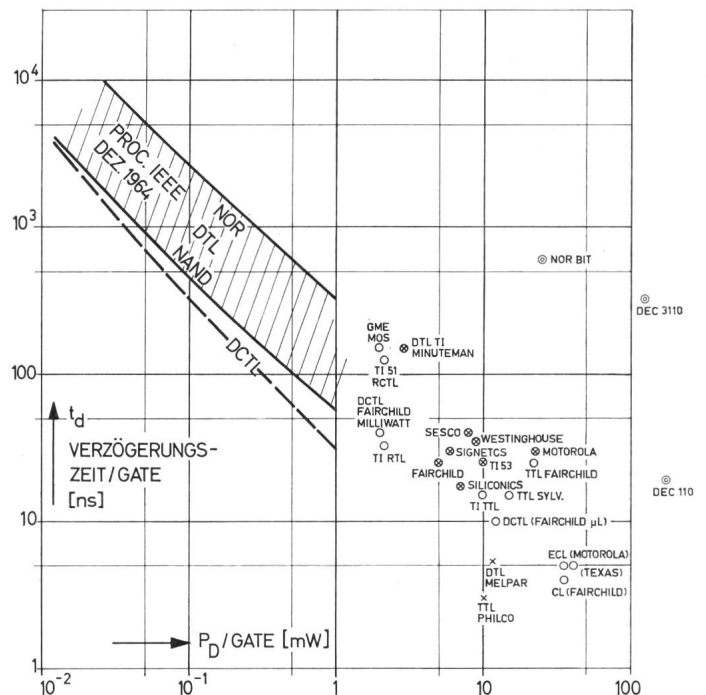 10⁴
10³
100
10
1
PROC. IEEE
DEZ 1964
NOR
DTL
NAND
DCTL
t_d
VERZÖGERUNGS-
ZEIT/GATE
[ns]
NOR BIT
DEC 3110
GME
MOS
DTL TI
MINUTEMAN
TI 51
RCTL
DCTL
FAIRCHILD
MILLIWATT
TI RTL
SESCO
WESTINGHOUSE
SIGNETCS
MOTOROLA
FAIRCHILD
TI 53
TTL FAIRCHILD
SILICONICS
DEC 110
TI TTL
TTL SYLV.
DCTL (FAIRCHILD µL)
ECL (MOTOROLA)
(TEXAS)
CL (FAIRCHILD)
DTL
MELPAR
TTL
PHILCO
P_D/GATE [mW]
10⁻² 10⁻¹ 1 10 100